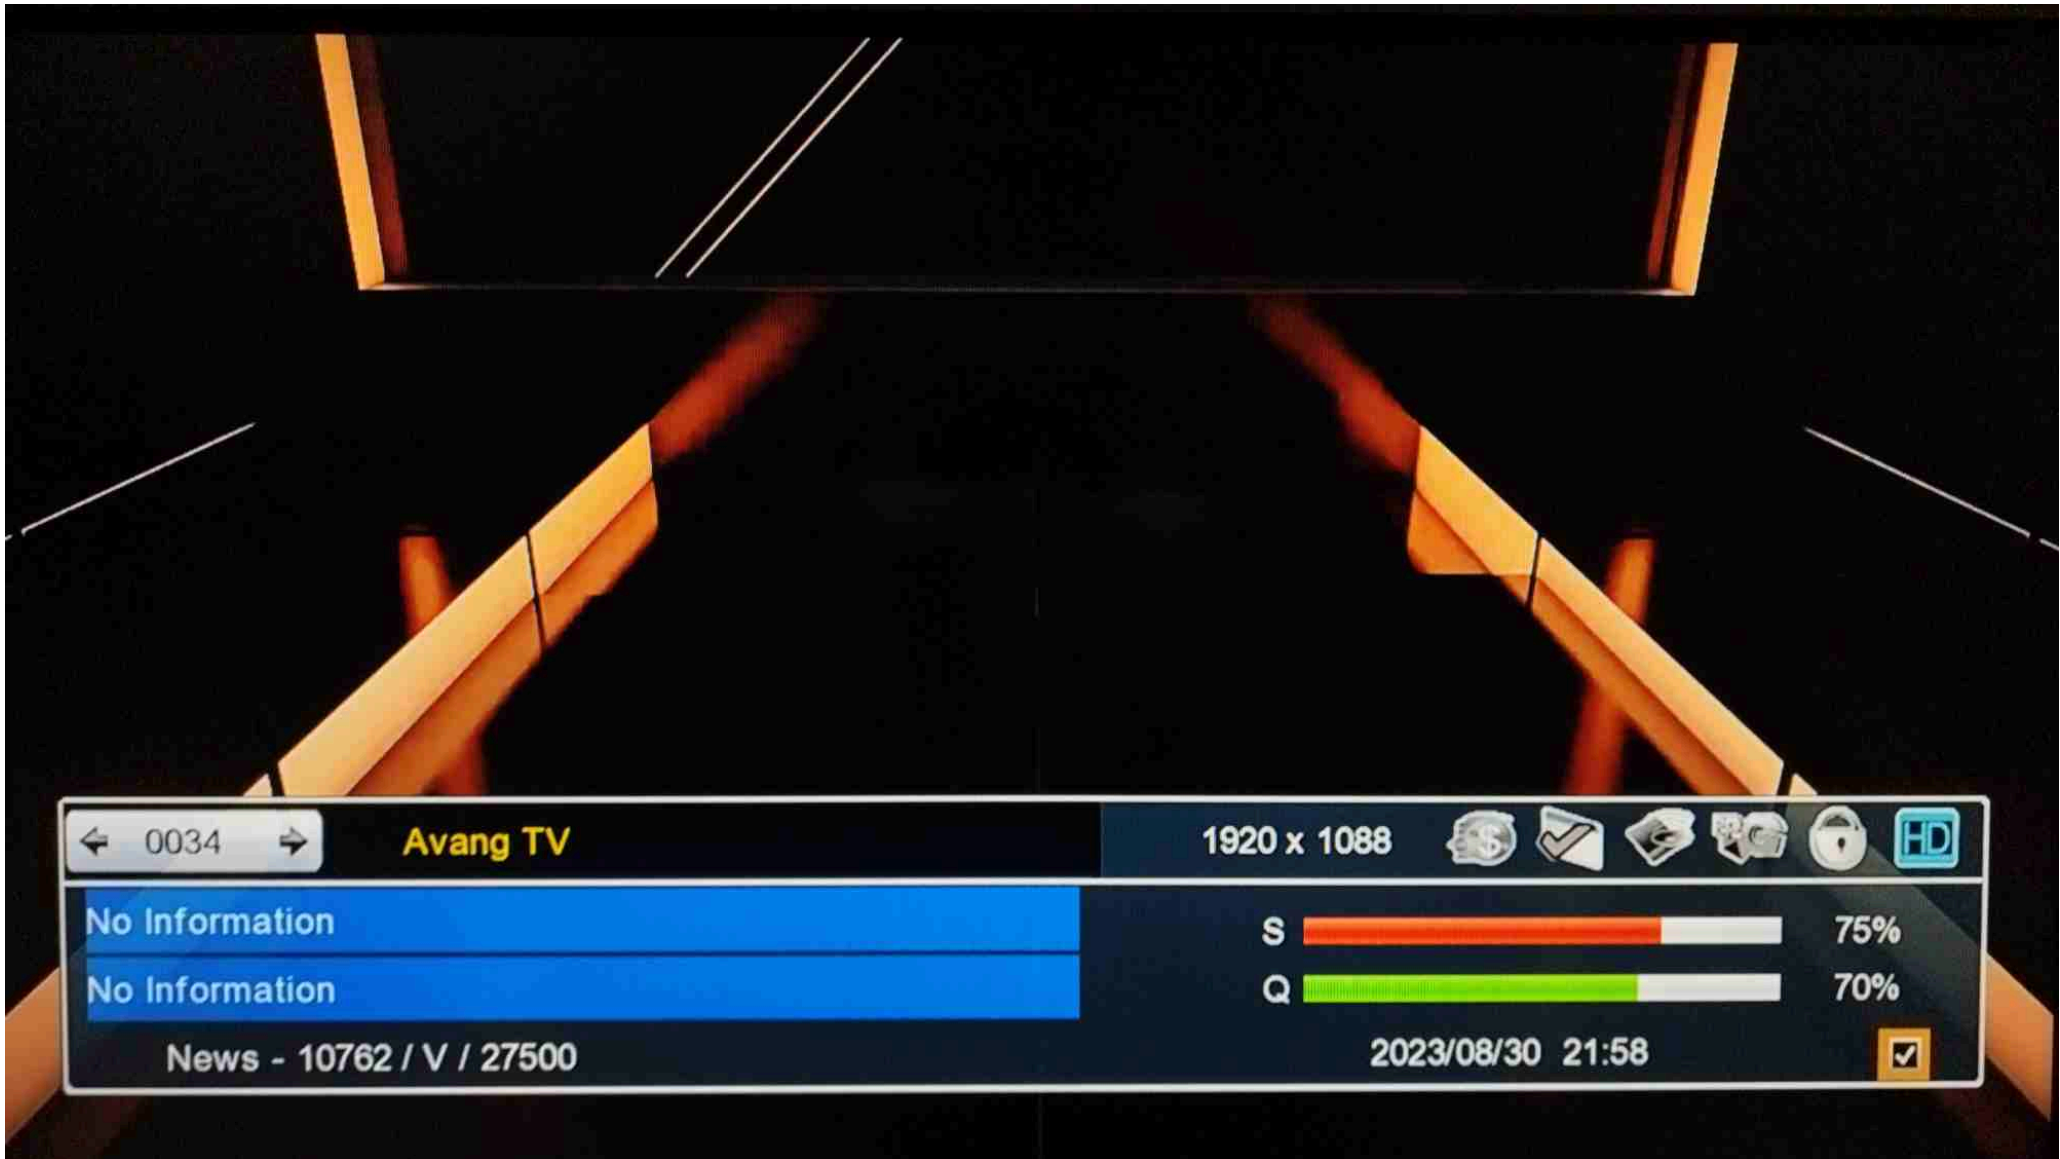 0034 Avang TV 1920 x 1088 HD
No Information
S 75%
No Information
Q 70%
News - 10762 / V / 27500 2023/08/30 21:58